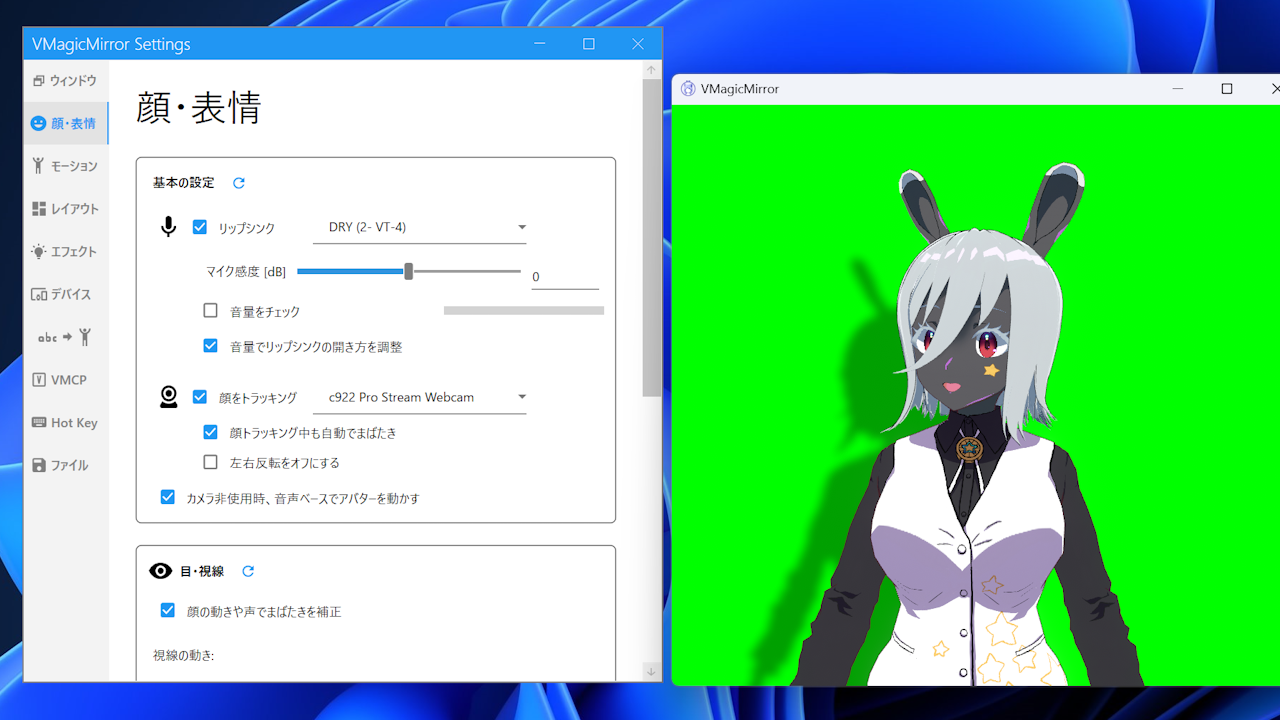 VMagicMirror Settings
ウィンドウ
顔・表情
モーション
レイアウト
エフェクト
デバイス
abc
VMCP
Hot Key
ファイル
顔・表情
基本の設定
リップシンク
DRY (2- VT-4)
マイク感度 [dB]
0
音量をチェック
音量でリップシンクの開き方を調整
顔をトラッキング
c922 Pro Stream Webcam
顔トラッキング中も自動でまばたき
左右反転をオフにする
カメラ非使用時、音声ベースでアバターを動かす
目・視線
顔の動きや声でまばたきを補正
視線の動き:
VMagicMirror